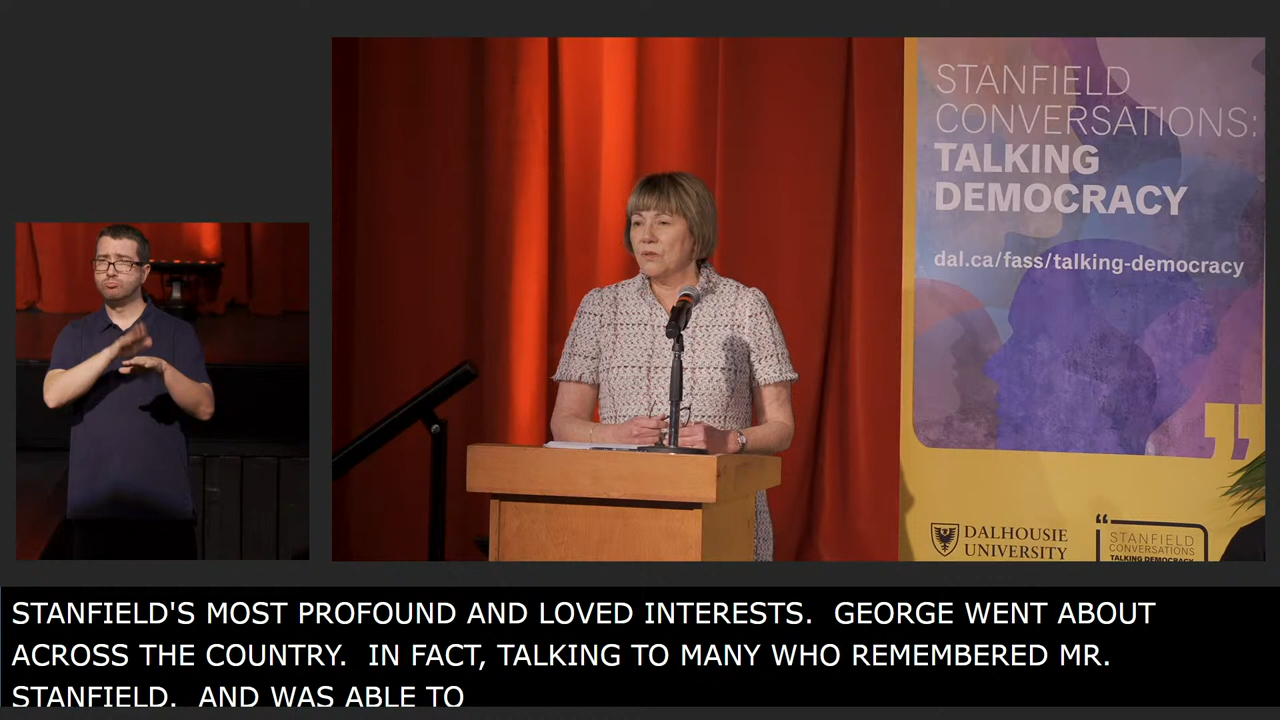 STANFIELD
CONVERSATIONS:
TALKING
DEMOCRACY
dal.ca/fass/talking-democracy
DALHOUSIE
UNIVERSITY
STANFIELD
CONVERSATIONS
TALKING DEMOCRACY
STANFIELD'S MOST PROFOUND AND LOVED INTERESTS.  GEORGE WENT ABOUT
ACROSS THE COUNTRY.  IN FACT, TALKING TO MANY WHO REMEMBERED MR.
STANFIELD.  AND WAS ABLE TO